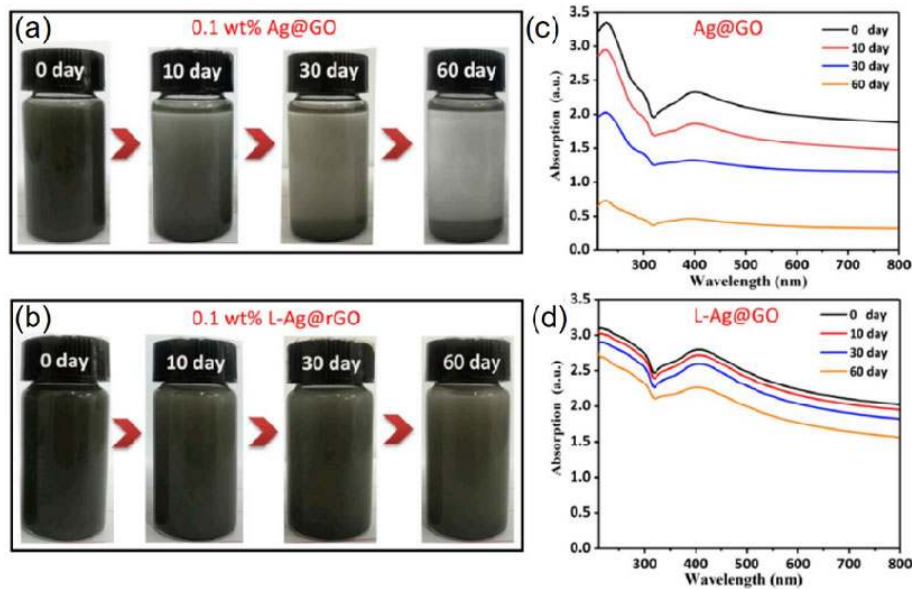 (a)
0.1 wt% Ag@GO
0 day
10 day
30 day
60 day
(b)
0.1 wt% L-Ag@rGO
0 day
10 day
30 day
60 day
(c)
Ag@GO
0 day
10 day
30 day
60 day
Absorption (a.u.)
3.5
3.0
2.5
2.0
1.5
1.0
0.5
0.0
300 400 500 600 700 800
Wavelength (nm)
(d)
L-Ag@GO
0 day
10 day
30 day
60 day
Absorption (a.u.)
3.5
3.0
2.5
2.0
1.5
1.0
0.5
0.0
300 400 500 600 700 800
Wavelength (nm)